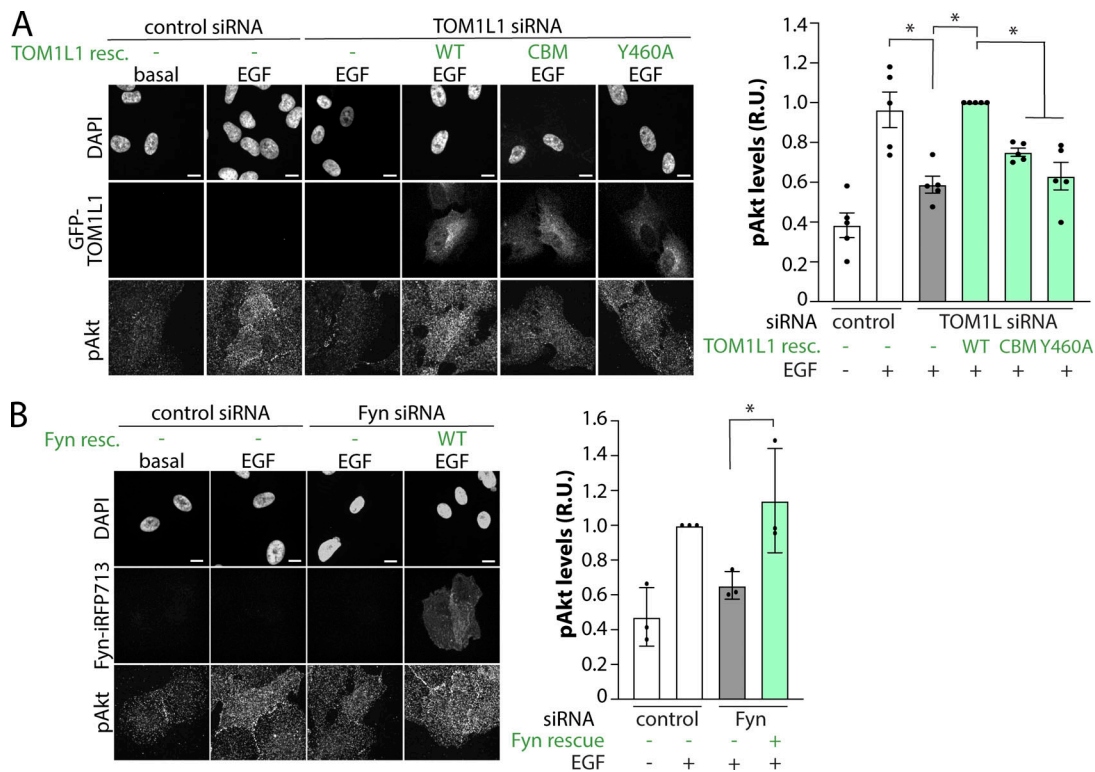 A
control siRNA TOM1L1 siRNA
TOM1L1 resc. - - - WT CBM Y460A
basal EGF EGF EGF EGF EGF
DAPI
GFP-
TOM1L1
pAkt
pAkt levels (R.U.)
1.4
1.2
1.0
0.8
0.6
0.4
0.2
0
* * *
siRNA control TOM1L siRNA
TOM1L1 resc. - - - WT CBM Y460A
EGF - + + + + +
B
control siRNA Fyn siRNA
Fyn resc. - - - WT
basal EGF EGF EGF
DAPI
Fyn-iRFP713
pAkt
pAkt levels (R.U.)
1.6
1.4
1.2
1.0
0.8
0.6
0.4
0.2
0
*
siRNA control Fyn
Fyn rescue - - - +
EGF - + + +